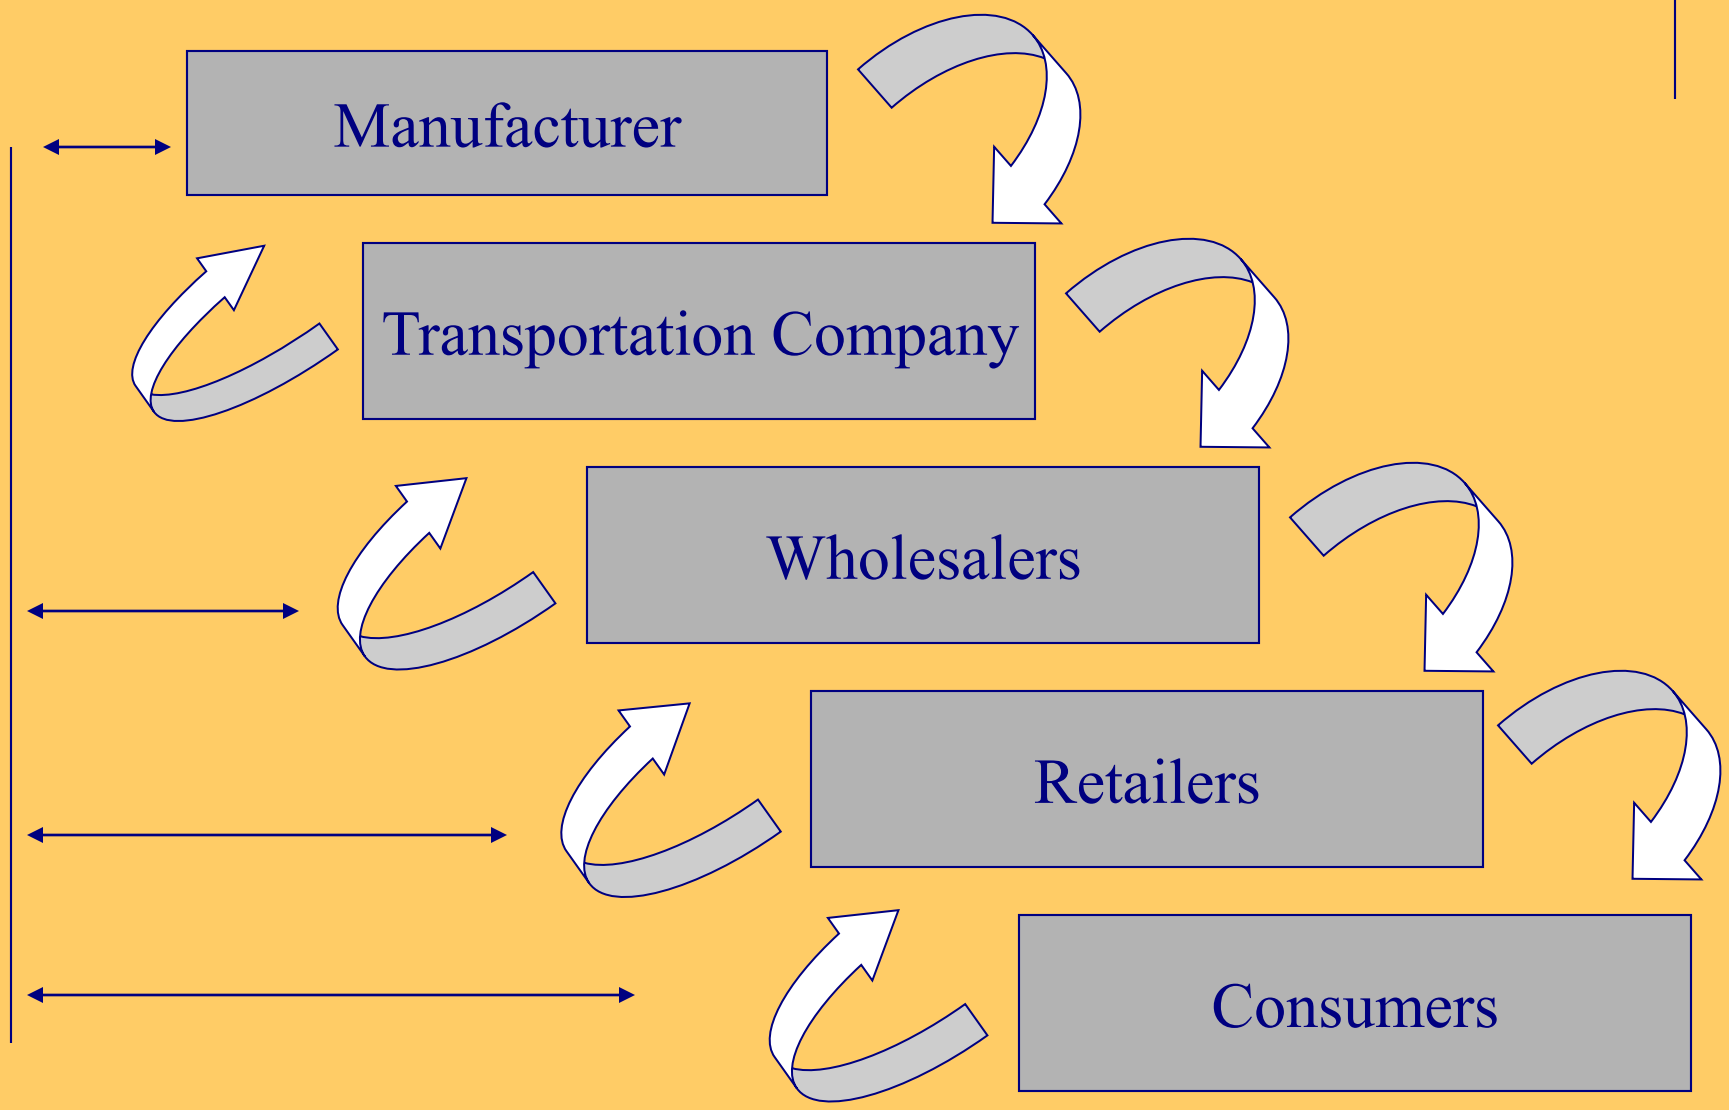 Manufacturer
Transportation Company
Wholesalers
Retailers
Consumers